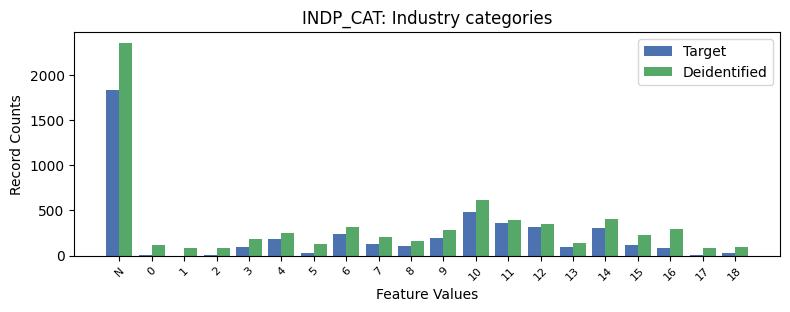 INDP_CAT: Industry categories
Target
Deidentified
Record Counts
2000
1500
1000
500
0
N 0 1 2 3 4 5 6 7 8 9 10 11 12 13 14 15 16 17 18
Feature Values